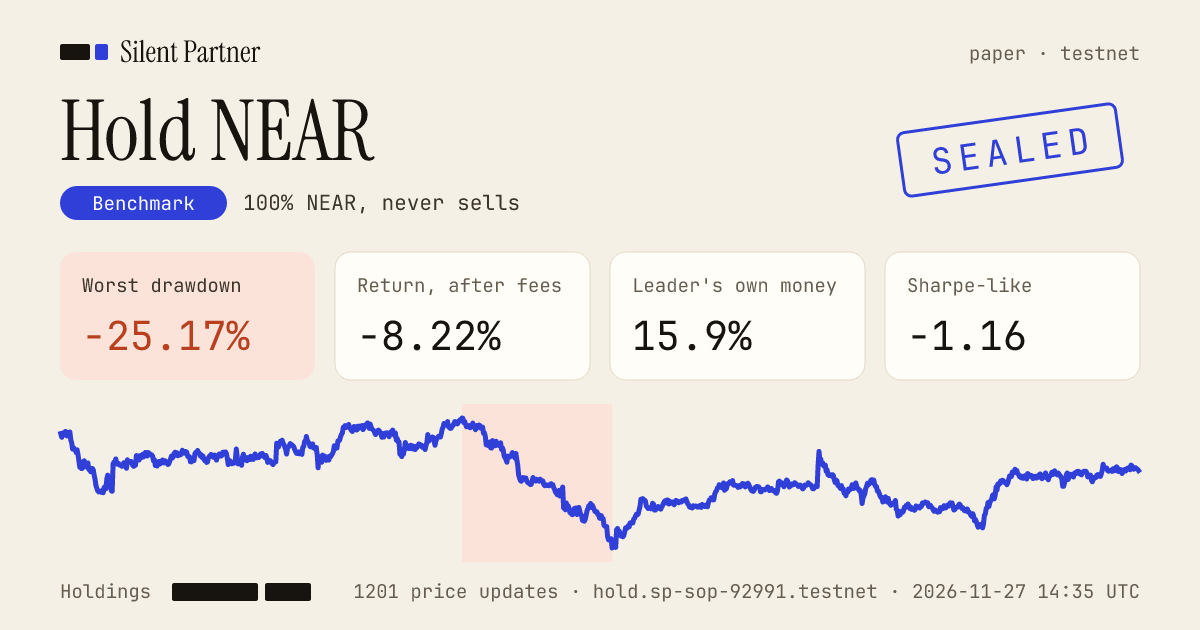 Silent Partner
paper · testnet
Hold NEAR
SEALED
Benchmark 100% NEAR, never sells
Worst drawdown
-25.17%
Return, after fees
-8.22%
Leader's own money
15.9%
Sharpe-like
-1.16
Holdings 1201 price updates · hold.sp-sop-92991.testnet · 2026-11-27 14:35 UTC